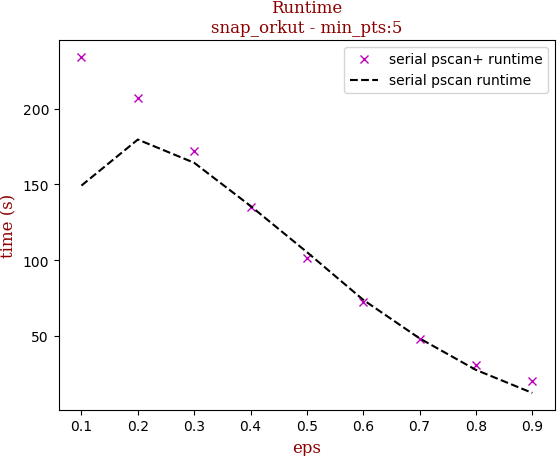 Runtime
snap_orkut - min_pts:5
serial pscan+ runtime
serial pscan runtime
time (s)
200
150
100
50
0.1 0.2 0.3 0.4 0.5 0.6 0.7 0.8 0.9
eps